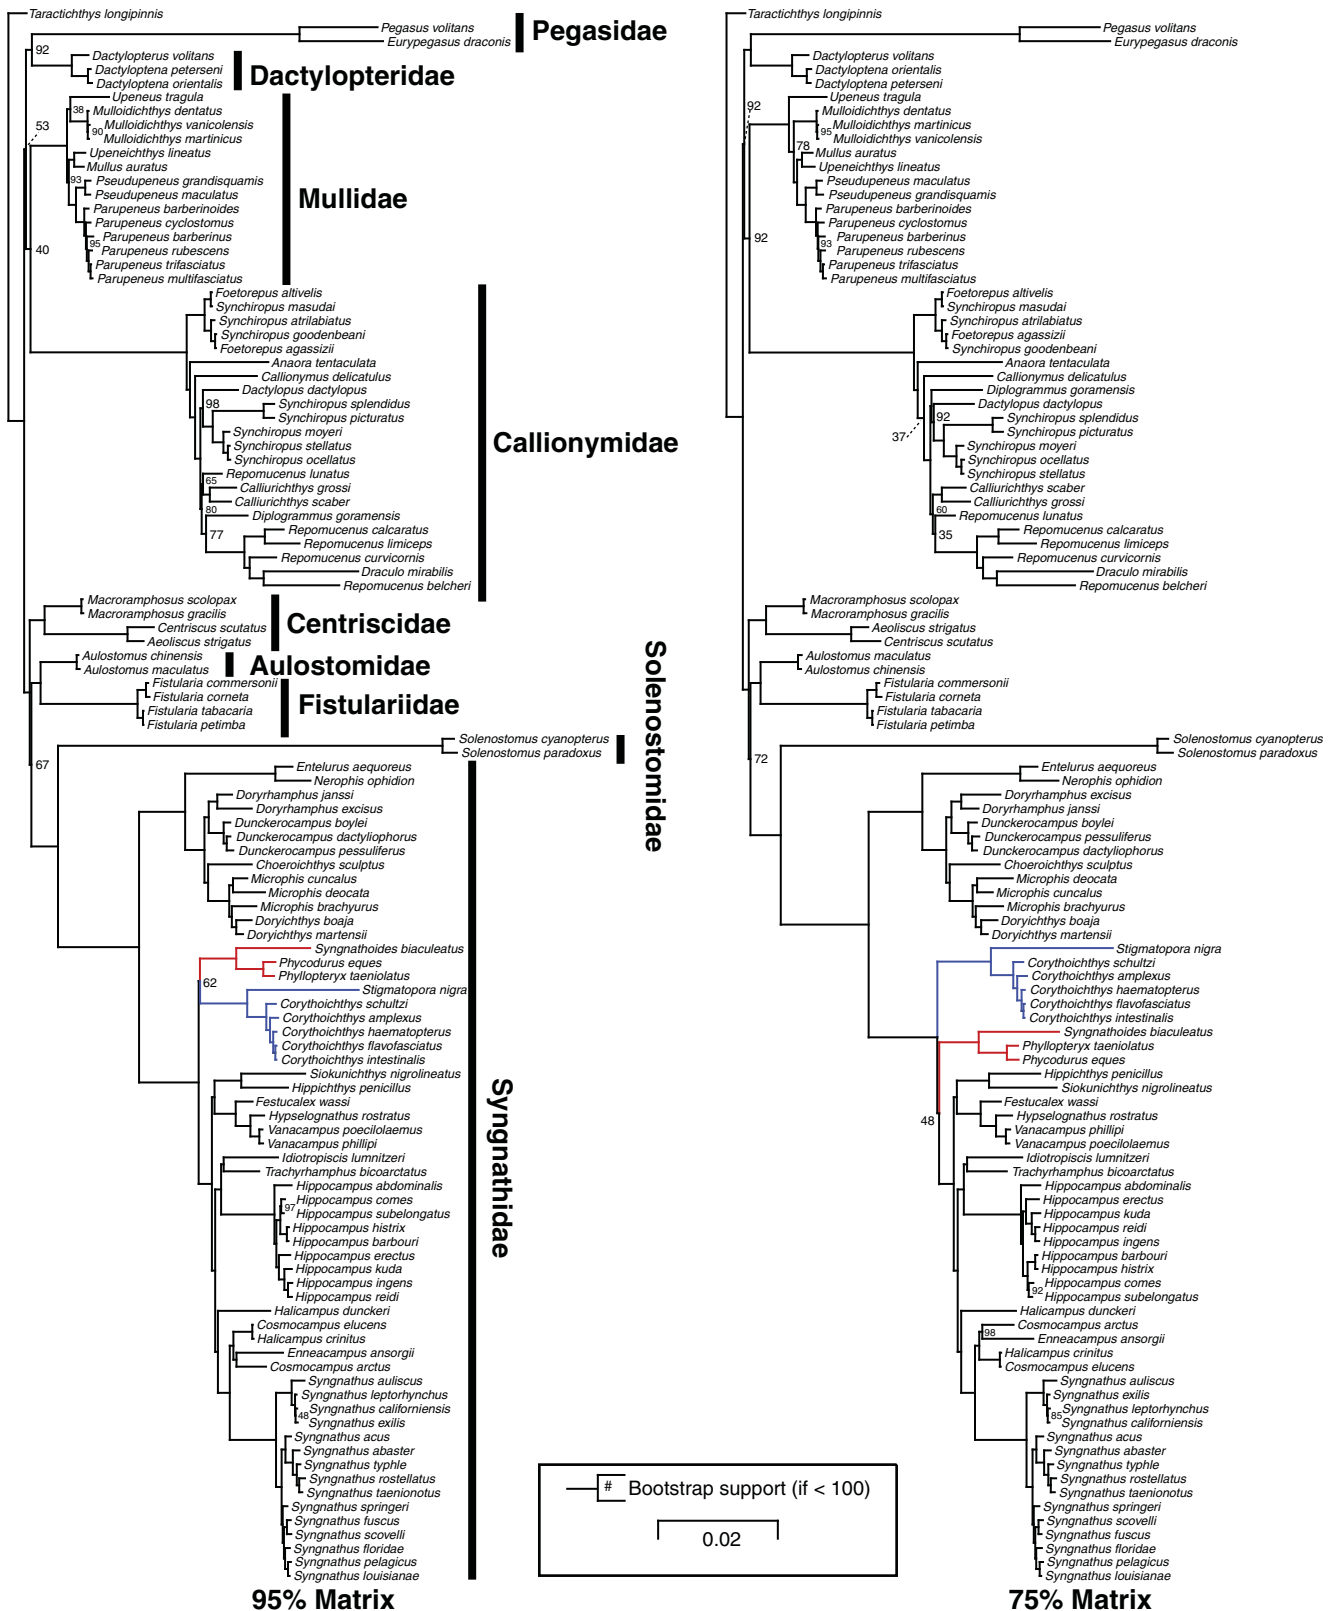 Taractichthys longipinnis
Pegasus volitans
Eurypegasus draconis
Pegasidae
92
Dactylopterus volitans
Dactyloptena peterseni
Dactyloptena orientalis
Dactylopteridae
Upeneus tragula
38
Mulloidichthys dentatus
Mulloidichthys vanicolensis
90
Mulloidichthys martinicus
53
Upeneichthys lineatus
Mullus auratus
93
Pseudupeneus grandisquamis
Pseudupeneus maculatus
Mullidae
Parupeneus barberinoides
Parupeneus cyclostomus
Parupeneus barberinus
95
Parupeneus rubescens
40
Parupeneus trifasciatus
Parupeneus multifasciatus
Foetorepus altivelis
Synchiropus masudai
Synchiropus atrilabiatus
Synchiropus goodenbeani
Foetorepus agassizii
Anaora tentaculata
Callionymus delicatulus
Dactylopus dactylopus
98
Synchiropus splendidus
Synchiropus picturatus
Synchiropus moyeri
Synchiropus stellatus
Synchiropus ocellatus
Callionymidae
Repomucenus lunatus
65
Calliurichthys grossi
Calliurichthys scaber
80
Diplogrammus goramensis
77
Repomucenus calcaratus
Repomucenus limiceps
Repomucenus curvicornis
Draculo mirabilis
Repomucenus belcheri
Macroramphosus scolopax
Macroramphosus gracilis
Centriscus scutatus
Aeoliscus strigatus
Centriscidae
Aulostomus chinensis
Aulostomus maculatus
Aulostomidae
Fistularia commersonii
Fistularia corneta
Fistularia tabacaria
Fistularia petimba
Fistulariidae
Solenostomus cyanopterus
Solenostomus paradoxus
Solenostomidae
67
Entelurus aequoreus
Nerophis ophidion
Doryrhamphus janssi
Doryrhamphus excisus
Dunckerocampus boylei
Dunckerocampus dactyliophorus
Dunckerocampus pessuliferus
Choeroichthys sculptus
Microphis cuncalus
Microphis deocata
Microphis brachyurus
Doryichthys boaja
Doryichthys martensii
Syngnathoides biaculeatus
Phycodurus eques
Phyllopteryx taeniolatus
62
Stigmatopora nigra
Corythoichthys schultzi
Corythoichthys amplexus
Corythoichthys haematopterus
Corythoichthys flavofasciatus
Corythoichthys intestinalis
Siokunichthys nigrolineatus
Hippichthys penicillus
Festucalex wassi
Hypselognathus rostratus
Vanacampus poecilolaemus
Vanacampus phillipi
Syngnathidae
Idiotropiscis lumnitzeri
Trachyrhamphus bicoarctatus
Hippocampus abdominalis
Hippocampus comes
97
Hippocampus subelongatus
Hippocampus histrix
Hippocampus barbouri
Hippocampus erectus
Hippocampus kuda
Hippocampus ingens
Hippocampus reidi
Halicampus dunckeri
Cosmocampus elucens
Halicampus crinitus
Enneacampus ansorgii
Cosmocampus arctus
Syngnathus auliscus
Syngnathus leptorhynchus
Syngnathus californiensis
48
Syngnathus exilis
Syngnathus acus
Syngnathus abaster
Syngnathus typhle
Syngnathus rostellatus
Syngnathus taenionotus
Syngnathus springeri
Syngnathus fuscus
Syngnathus scovelli
Syngnathus floridae
Syngnathus pelagicus
Syngnathus louisianae
95% Matrix
# Bootstrap support (if < 100)
0.02
Taractichthys longipinnis
Pegasus volitans
Eurypegasus draconis
Dactylopterus volitans
Dactyloptena orientalis
Dactyloptena peterseni
92
Upeneus tragula
Mulloidichthys dentatus
Mulloidichthys martinicus
95
Mulloidichthys vanicolensis
78
Mullus auratus
Upeneichthys lineatus
Pseudupeneus maculatus
Pseudupeneus grandisquamis
Parupeneus barberinoides
Parupeneus cyclostomus
92
Parupeneus barberinus
93
Parupeneus rubescens
Parupeneus trifasciatus
Parupeneus multifasciatus
Foetorepus altivelis
Synchiropus masudai
Synchiropus atrilabiatus
Foetorepus agassizii
Synchiropus goodenbeani
Anaora tentaculata
Callionymus delicatulus
Diplogrammus goramensis
Dactylopus dactylopus
92
Synchiropus splendidus
Synchiropus picturatus
37
Synchiropus moyeri
Synchiropus ocellatus
Synchiropus stellatus
Calliurichthys scaber
Calliurichthys grossi
60
Repomucenus lunatus
35
Repomucenus calcaratus
Repomucenus limiceps
Repomucenus curvicornis
Draculo mirabilis
Repomucenus belcheri
Macroramphosus scolopax
Macroramphosus gracilis
Aeoliscus strigatus
Centriscus scutatus
Aulostomus maculatus
Aulostomus chinensis
Fistularia commersonii
Fistularia corneta
Fistularia tabacaria
Fistularia petimba
Solenostomus cyanopterus
Solenostomus paradoxus
72
Entelurus aequoreus
Nerophis ophidion
Doryrhamphus excisus
Doryrhamphus janssi
Dunckerocampus boylei
Dunckerocampus pessuliferus
Dunckerocampus dactyliophorus
Choeroichthys sculptus
Microphis deocata
Microphis cuncalus
Microphis brachyurus
Doryichthys boaja
Doryichthys martensii
Stigmatopora nigra
Corythoichthys schultzi
Corythoichthys amplexus
Corythoichthys haematopterus
Corythoichthys flavofasciatus
Corythoichthys intestinalis
Syngnathoides biaculeatus
Phyllopteryx taeniolatus
Phycodurus eques
Hippichthys penicillus
Siokunichthys nigrolineatus
Festucalex wassi
48
Hypselognathus rostratus
Vanacampus phillipi
Vanacampus poecilolaemus
Idiotropiscis lumnitzeri
Trachyrhamphus bicoarctatus
Hippocampus abdominalis
Hippocampus erectus
Hippocampus kuda
Hippocampus reidi
Hippocampus ingens
Hippocampus barbouri
Hippocampus histrix
Hippocampus comes
92
Hippocampus subelongatus
Halicampus dunckeri
Cosmocampus arctus
98
Enneacampus ansorgii
Halicampus crinitus
Cosmocampus elucens
Syngnathus auliscus
Syngnathus exilis
Syngnathus leptorhynchus
85
Syngnathus californiensis
Syngnathus acus
Syngnathus abaster
Syngnathus typhle
Syngnathus rostellatus
Syngnathus taenionotus
Syngnathus springeri
Syngnathus scovelli
Syngnathus fuscus
Syngnathus floridae
Syngnathus pelagicus
Syngnathus louisianae
75% Matrix